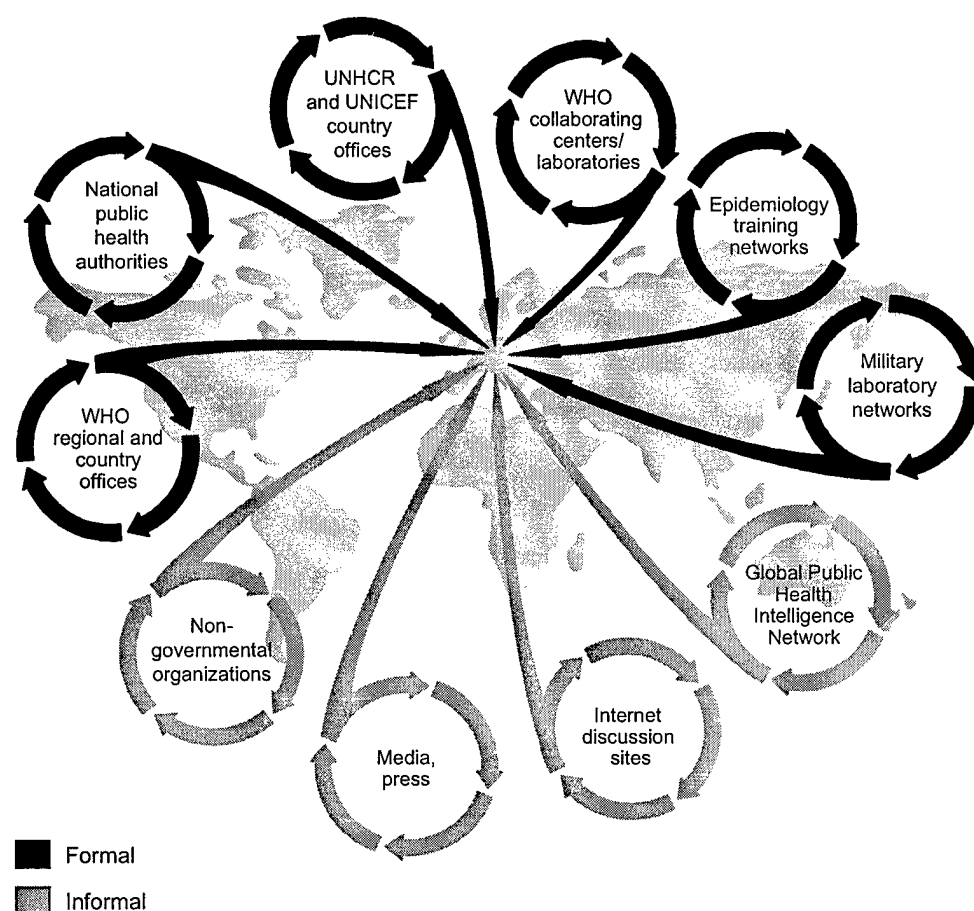 UNHCR
and UNICEF
country
offices
WHO
collaborating
centers/
laboratories
National
public
health
authorities
Epidemiology
training
networks
Military
laboratory
networks
WHO
regional and
country
offices
Global Public
Health
Intelligence
Network
Non-
governmental
organizations
Internet
discussion
sites
Media,
press
Formal
Informal